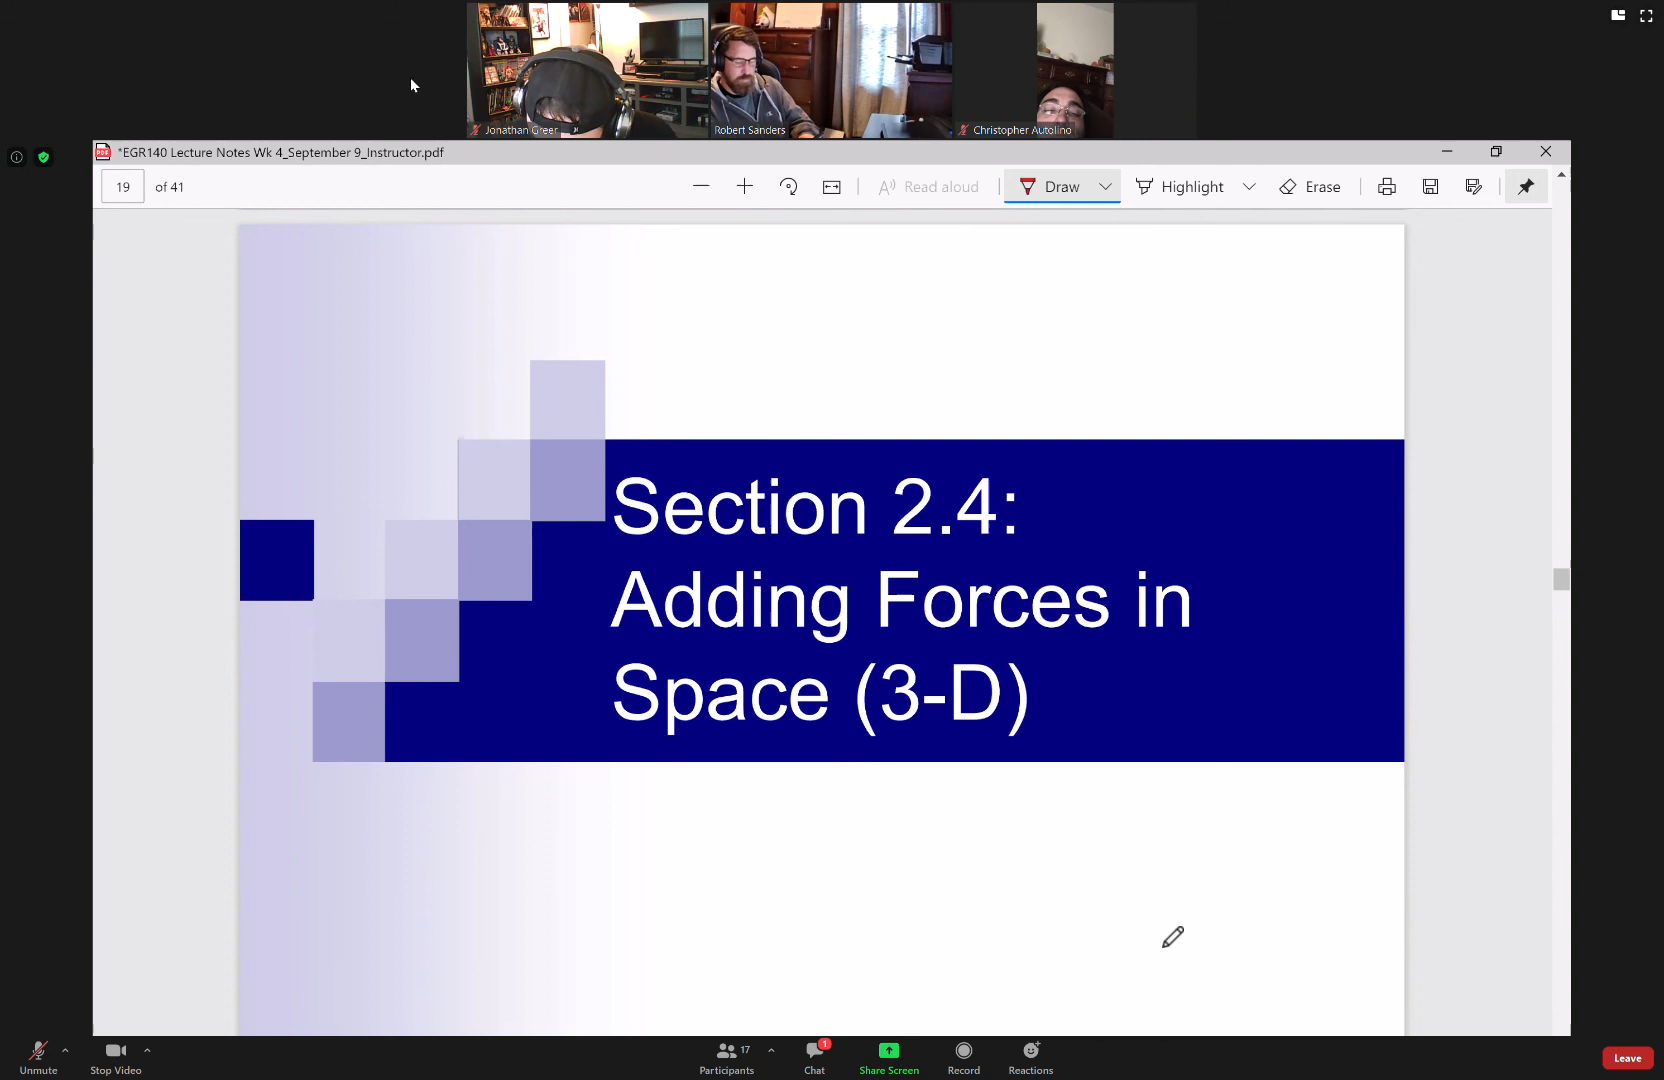 Jonathan Greer
Robert Sanders
Christopher Autolino
PDF
*EGR140 Lecture Notes Wk 4_September 9_Instructor.pdf
19 of 41
Read aloud
Draw
Highlight
Erase
Section 2.4:
Adding Forces in
Space (3-D)
Unmute
Stop Video
17
Participants
1
Chat
Share Screen
Record
Reactions
Leave